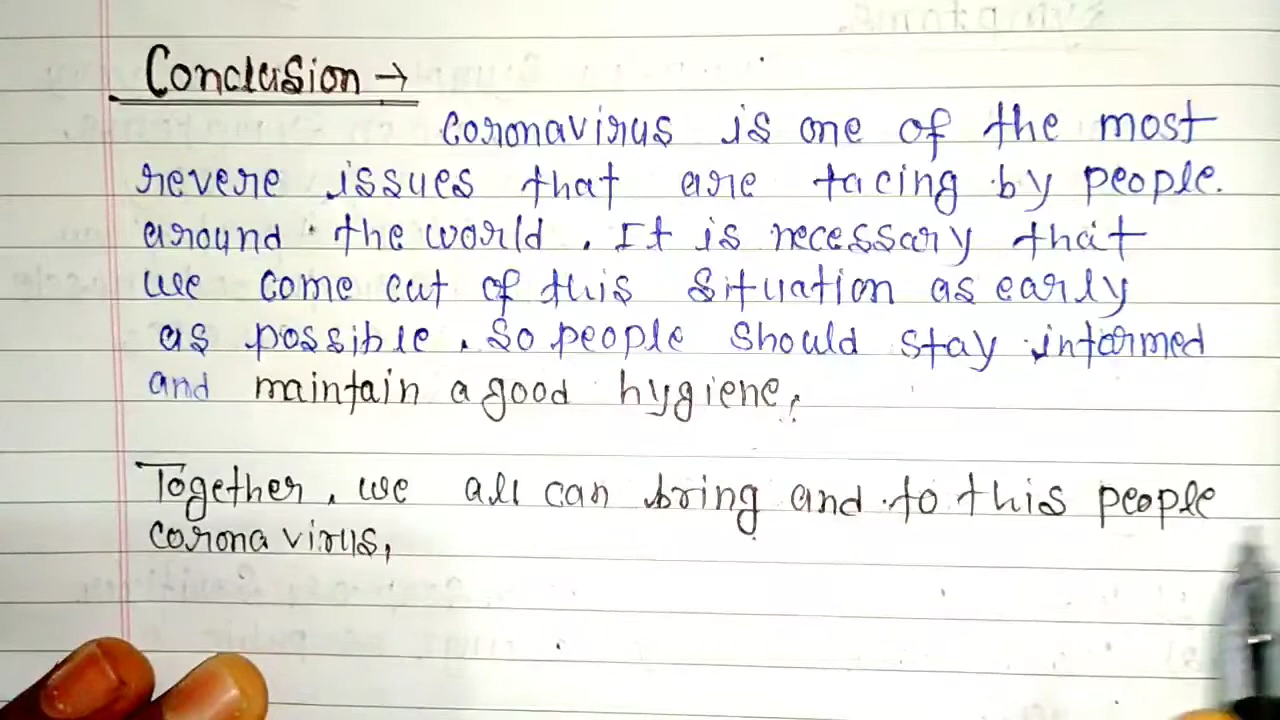 Conclusion →
coronavirus is one of the most
revere issues that are tacing by people.
around the world. It is necessary that
we come cut of this situation as early
as possible. So people should stay informed
and maintain a good hygiene.
Together, we all can bring and to this people
corona virus,